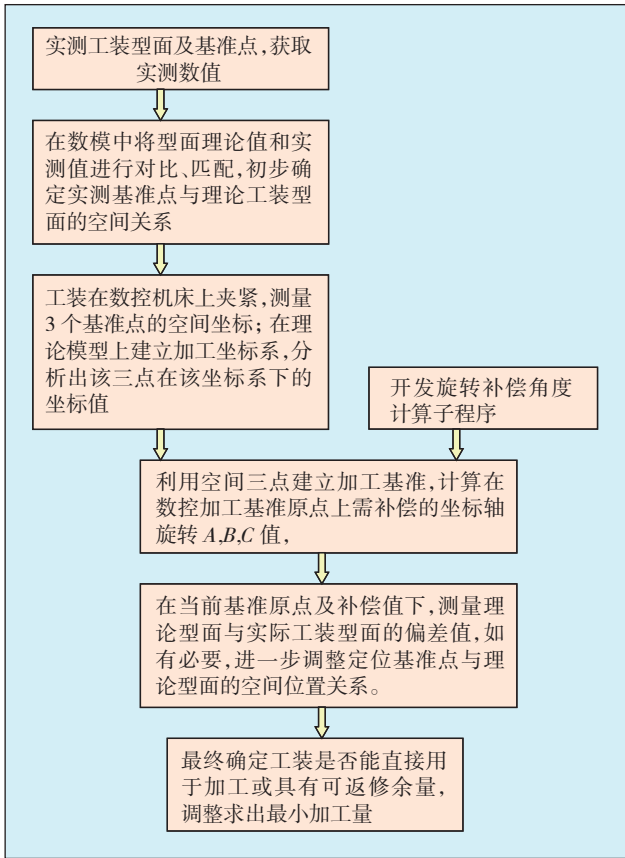 实测工装型面及基准点,获取
实测数值
在数模中将型面理论值和实
测值进行对比、匹配,初步确
定实测基准点与理论工装型
面的空间关系
工装在数控机床上夹紧,测量
3 个基准点的空间坐标;在理
论模型上建立加工坐标系,分
析出该三点在该坐标系下的
坐标值
开发旋转补偿角度
计算子程序
利用空间三点建立加工基准,计算在
数控加工基准原点上需补偿的坐标轴
旋转 A,B,C 值,
在当前基准原点及补偿值下,测量理
论型面与实际工装型面的偏差值,如
有必要,进一步调整定位基准点与理
论型面的空间位置关系。
最终确定工装是否能直接用
于加工或具有可返修余量,
调整求出最小加工量